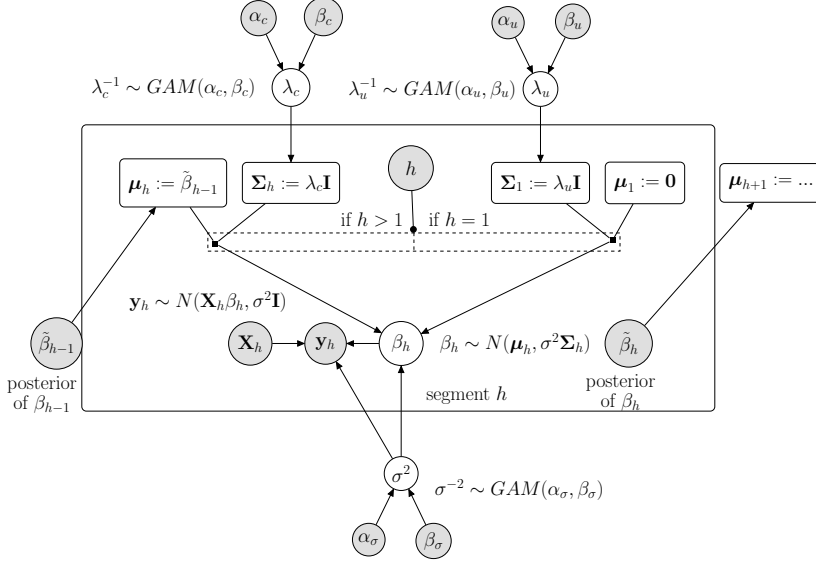 α_c β_c α_u β_u
λ_c^{-1} ∼ GAM(α_c, β_c) λ_c λ_u^{-1} ∼ GAM(α_u, β_u) λ_u
μ_h := β̃_{h−1} Σ_h := λ_c I h Σ_1 := λ_u I μ_1 := 0 μ_{h+1} := ...
if h > 1 if h = 1
y_h ∼ N(X_h β_h, σ^2 I)
β̃_{h−1} X_h y_h β_h β_h ∼ N(μ_h, σ^2 Σ_h) β̃_h
posterior
of β_{h−1}
posterior
of β_h
segment h
σ^2 σ^{−2} ∼ GAM(α_σ, β_σ)
α_σ β_σ